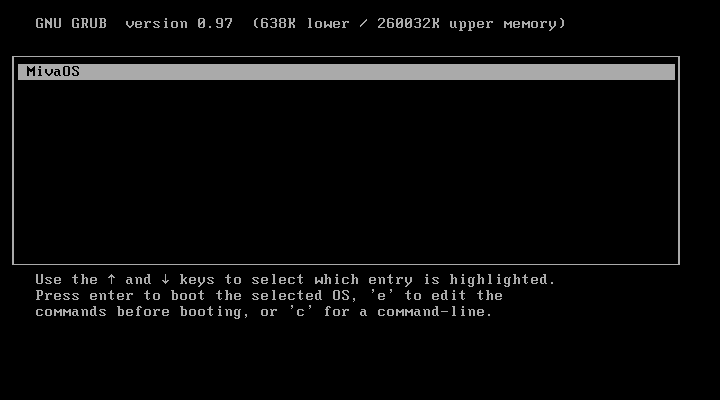 GNU GRUB  version 0.97  (638K lower / 260032K upper memory)
MivaOS
Use the ↑ and ↓ keys to select which entry is highlighted.
Press enter to boot the selected OS, 'e' to edit the
commands before booting, or 'c' for a command-line.